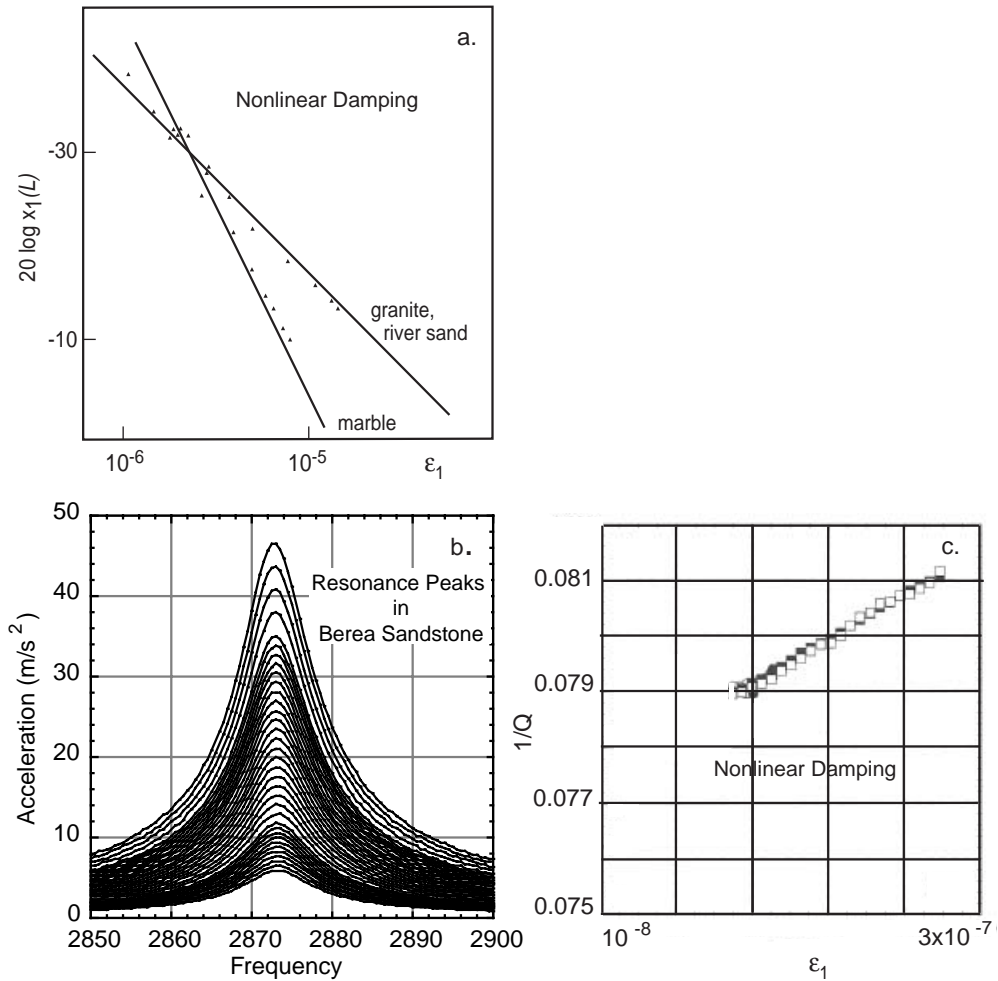 a.
Nonlinear Damping
20 log x1(L)
-30
-10
granite,
river sand
marble
10-6
10-5
ε1
b.
Resonance Peaks
in
Berea Sandstone
Acceleration (m/s2)
50
40
30
20
10
0
2850 2860 2870 2880 2890 2900
Frequency
c.
1/Q
0.081
0.079
0.077
0.075
Nonlinear Damping
10-8
3x10-7
ε1